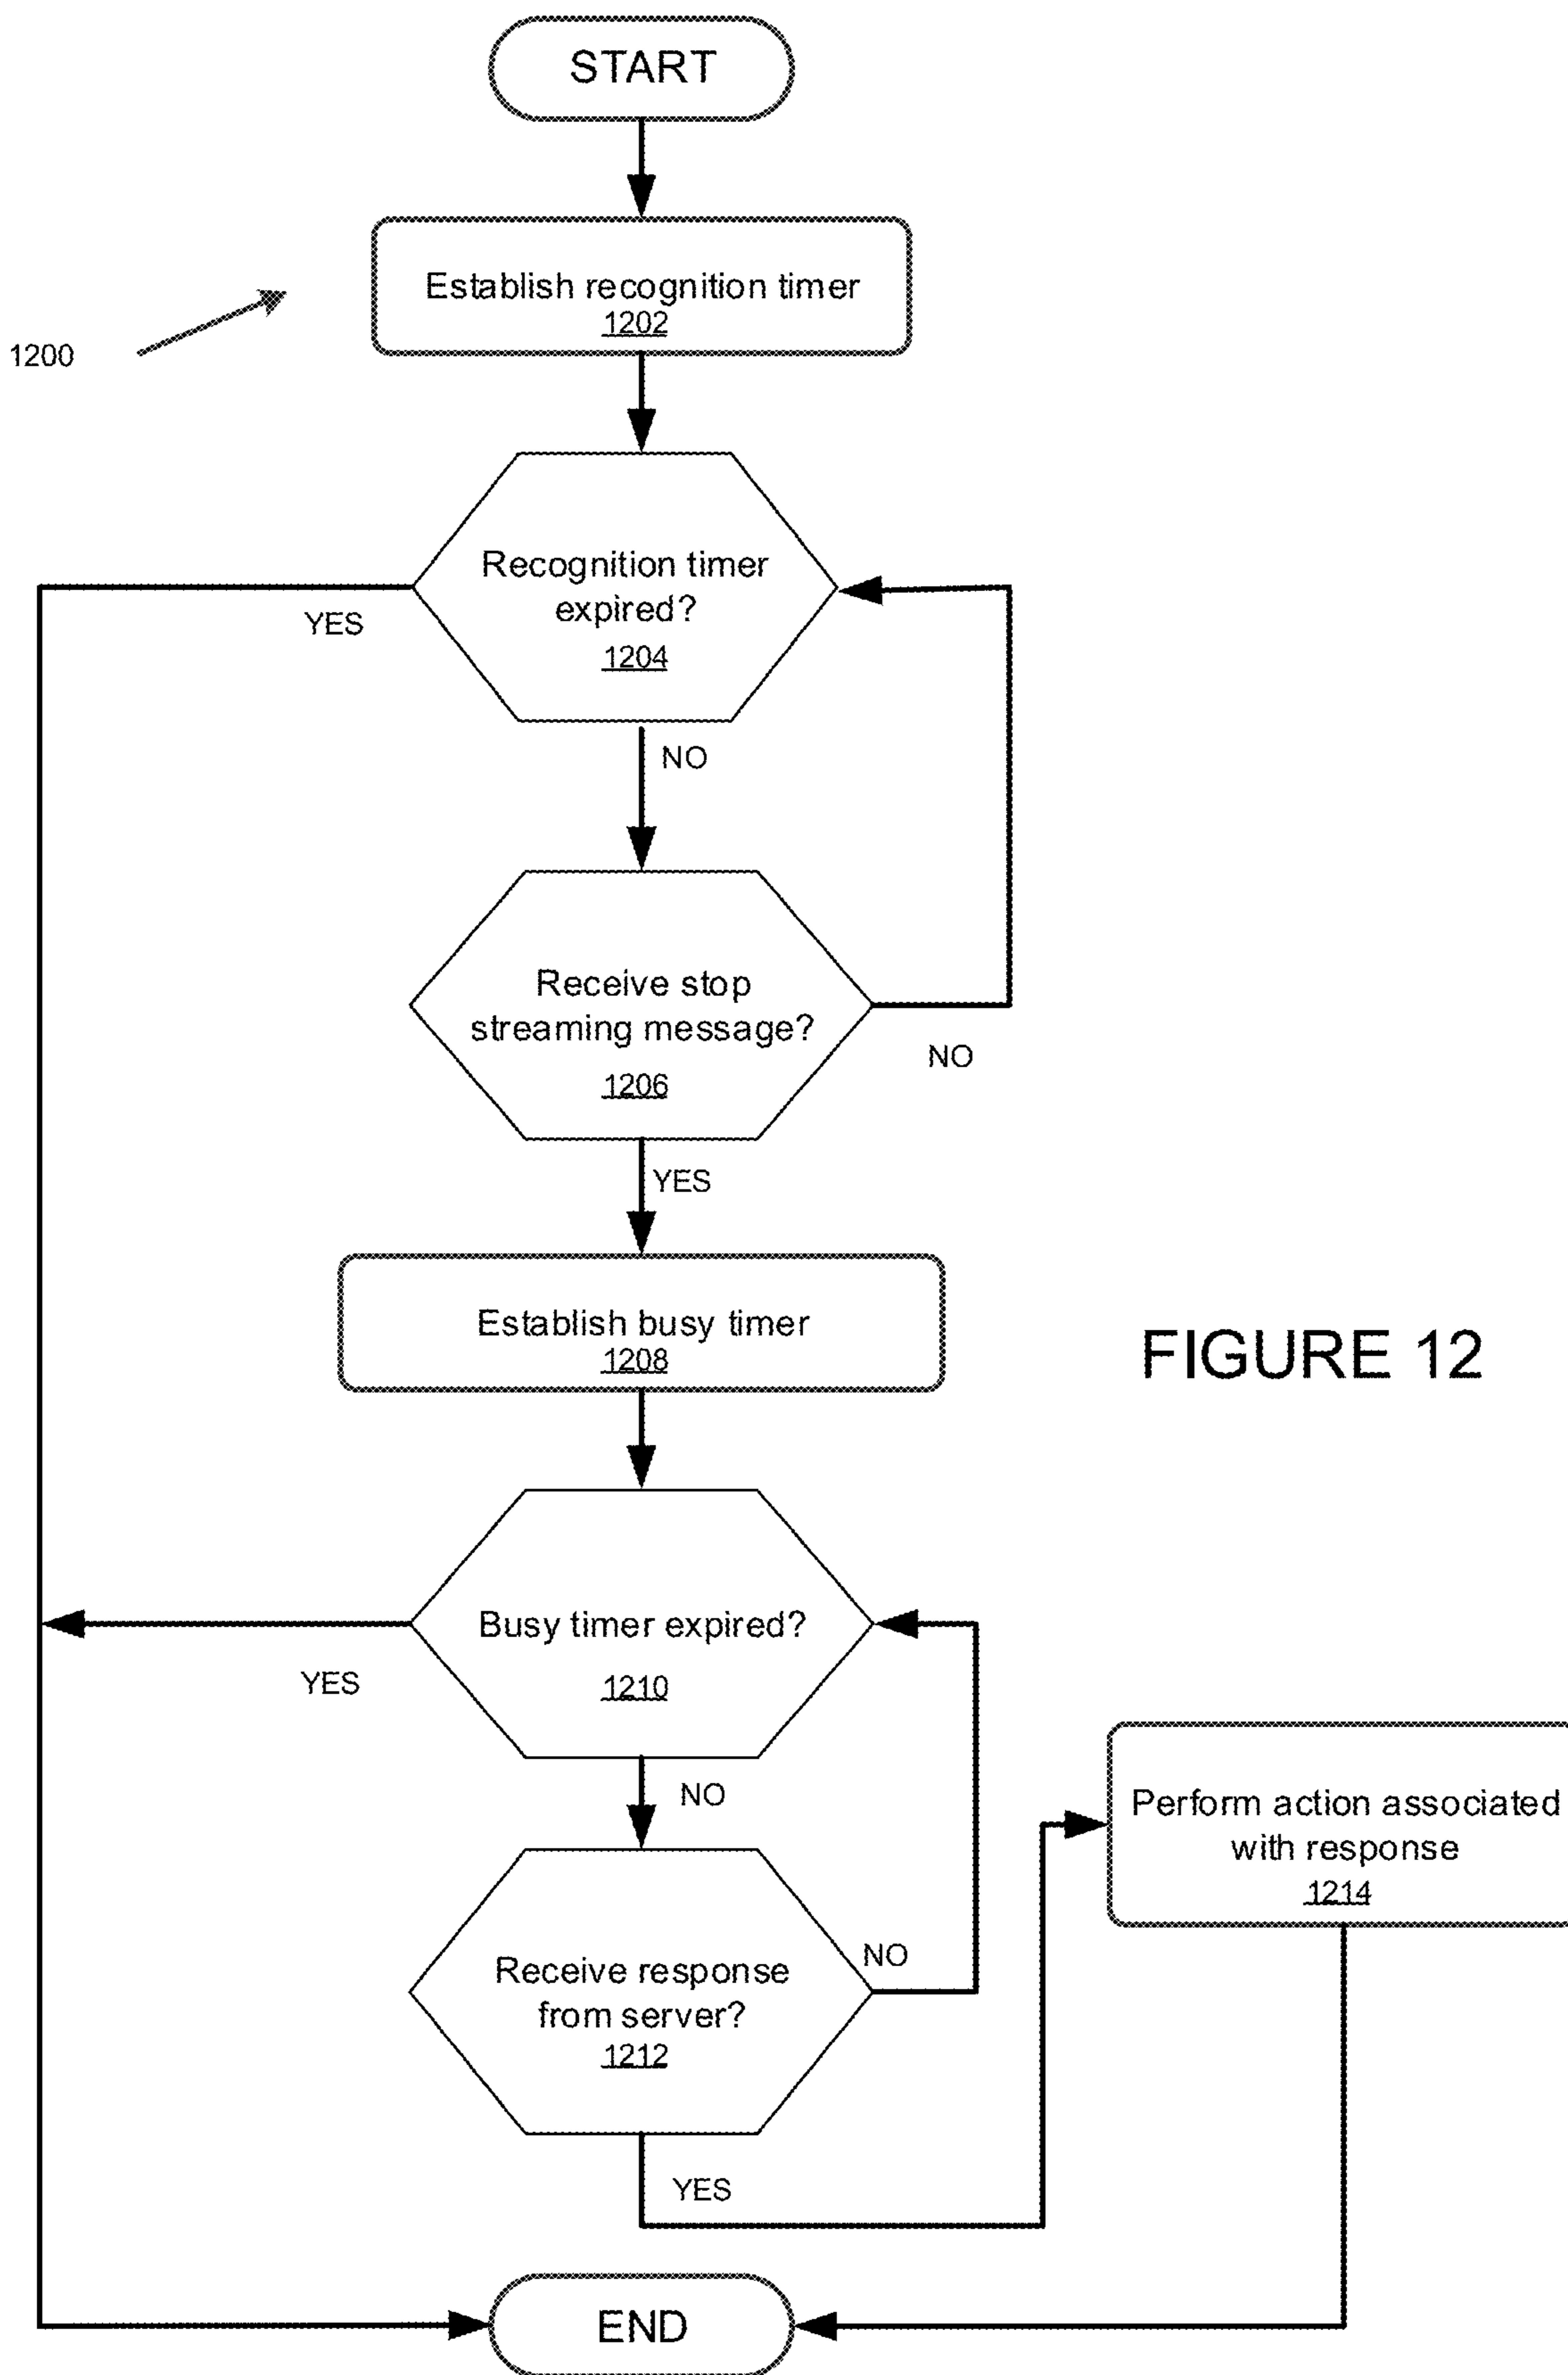 START
Establish recognition timer
1202
1200
Recognition timer
expired?
1204
YES
NO
Receive stop
streaming message?
1206
NO
YES
Establish busy timer
1208
FIGURE 12
Busy timer expired?
1210
YES
NO
Perform action associated
with response
1214
Receive response
from server?
1212
NO
YES
END